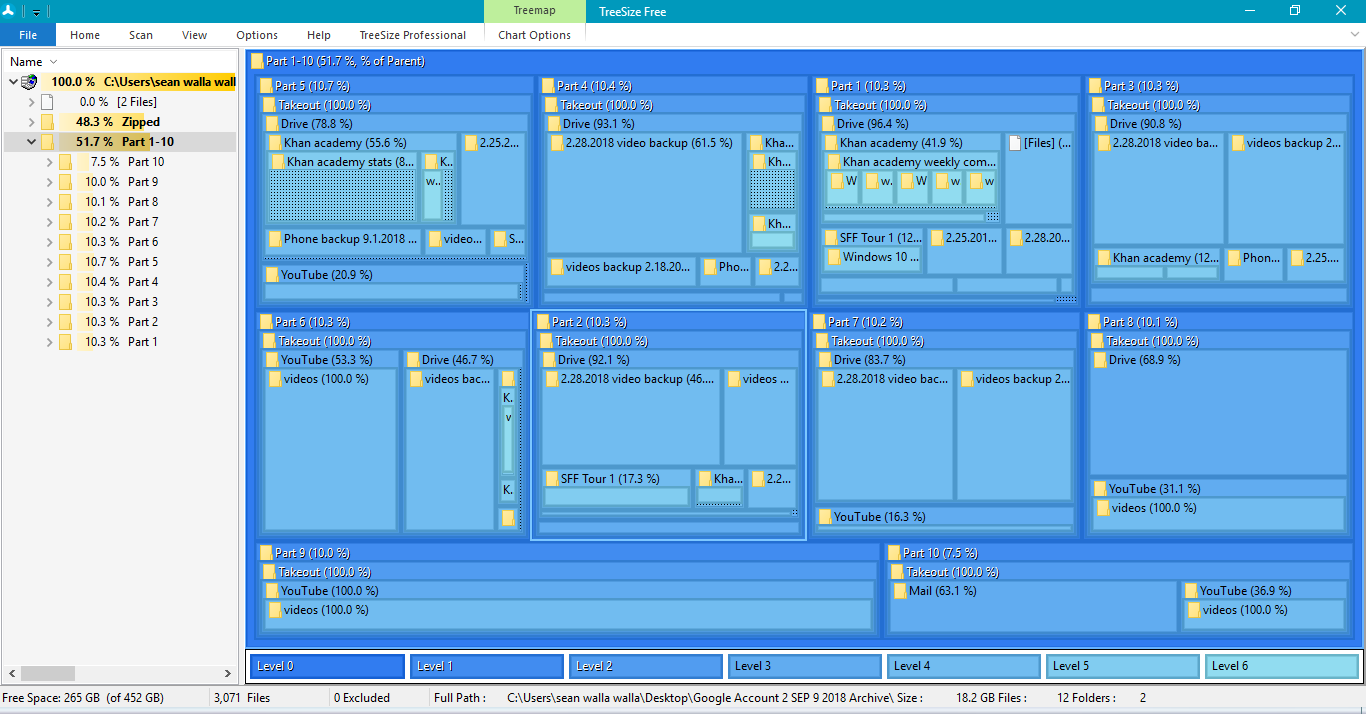 Treemap
TreeSize Free
File Home Scan View Options Help TreeSize Professional Chart Options
Name
100.0 % C:\Users\sean walla wall
0.0 % [2 Files]
48.3 % Zipped
51.7 % Part 1-10
7.5 % Part 10
10.0 % Part 9
10.1 % Part 8
10.2 % Part 7
10.3 % Part 6
10.7 % Part 5
10.4 % Part 4
10.3 % Part 3
10.3 % Part 2
10.3 % Part 1
Part 1-10 (51.7 %, % of Parent)
Part 5 (10.7 %)
Takeout (100.0 %)
Drive (78.8 %)
Khan academy (55.6 %)
2.25.2...
Khan academy stats (8...
K..
w...
Phone backup 9.1.2018 ...
video...
S...
YouTube (20.9 %)
Part 4 (10.4 %)
Takeout (100.0 %)
Drive (93.1 %)
2.28.2018 video backup (61.5 %)
Kha...
Kh...
Kh...
videos backup 2.18.20...
Pho...
2.2...
Part 1 (10.3 %)
Takeout (100.0 %)
Drive (96.4 %)
Khan academy (41.9 %)
[Files] (...
Khan academy weekly com...
W
w.
W
w
w
SFF Tour 1 (12...
2.25.201...
2.28.20...
Windows 10 ...
Part 3 (10.3 %)
Takeout (100.0 %)
Drive (90.8 %)
2.28.2018 video ba...
videos backup 2...
Khan academy (12...
Phon...
2.25....
Part 6 (10.3 %)
Takeout (100.0 %)
YouTube (53.3 %)
Drive (46.7 %)
videos (100.0 %)
videos bac...
K.
v
K.
Part 2 (10.3 %)
Takeout (100.0 %)
Drive (92.1 %)
2.28.2018 video backup (46....
videos ...
SFF Tour 1 (17.3 %)
Kha...
2.2...
Part 7 (10.2 %)
Takeout (100.0 %)
Drive (83.7 %)
2.28.2018 video bac...
videos backup 2...
YouTube (16.3 %)
Part 8 (10.1 %)
Takeout (100.0 %)
Drive (68.9 %)
YouTube (31.1 %)
videos (100.0 %)
Part 9 (10.0 %)
Takeout (100.0 %)
YouTube (100.0 %)
videos (100.0 %)
Part 10 (7.5 %)
Takeout (100.0 %)
Mail (63.1 %)
YouTube (36.9 %)
videos (100.0 %)
Level 0 Level 1 Level 2 Level 3 Level 4 Level 5 Level 6
Free Space: 265 GB (of 452 GB) 3,071 Files 0 Excluded Full Path : C:\Users\sean walla walla\Desktop\Google Account 2 SEP 9 2018 Archive\ Size : 18.2 GB Files : 12 Folders : 2